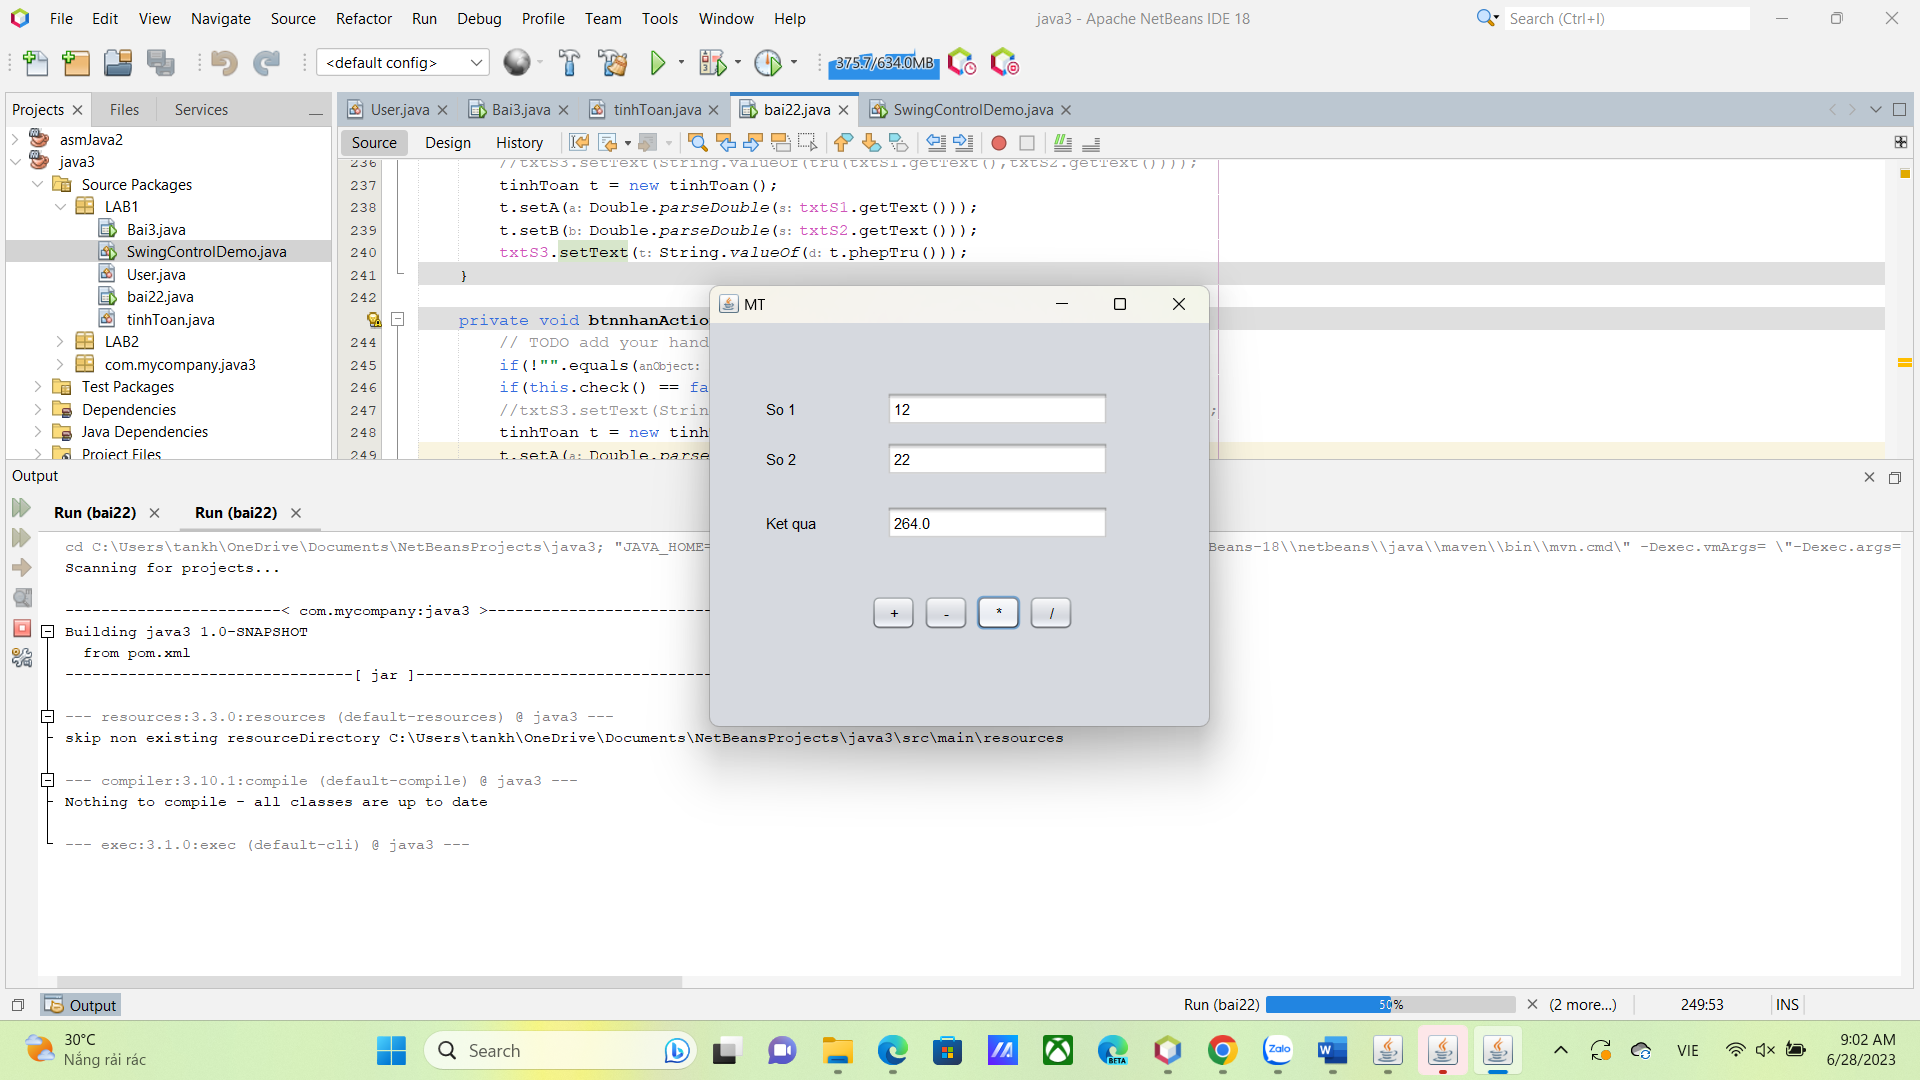 File Edit View Navigate Source Refactor Run Debug Profile Team Tools Window Help
java3 - Apache NetBeans IDE 18
Search (Ctrl+I)
<default config>
375.7/634.0MB
Projects Files Services
User.java Bai3.java tinhToan.java bai22.java SwingControlDemo.java
Source Design History
asmJava2
java3
Source Packages
LAB1
Bai3.java
SwingControlDemo.java
User.java
bai22.java
tinhToan.java
LAB2
com.mycompany.java3
Test Packages
Dependencies
Java Dependencies
Project Files
236 //txtS3.setText(String.valueOf(tru(txtS1.getText(),txtS2.getText())));
237 tinhToan t = new tinhToan();
238 t.setA(a: Double.parseDouble(s: txtS1.getText()));
239 t.setB(b: Double.parseDouble(s: txtS2.getText()));
240 txtS3.setText(t: String.valueOf(d: t.phepTru()));
241 }
242
private void btnnhanActio
244 // TODO add your hand
245 if(!"".equals(anObject:
246 if(this.check() == fa
247 //txtS3.setText(Strin ;
248 tinhToan t = new tinh
249 t.setA(a: Double.parse
MT
So 1 12
So 2 22
Ket qua 264.0
+ - * /
Output
Run (bai22) Run (bai22)
cd C:\Users\tankh\OneDrive\Documents\NetBeansProjects\java3; "JAVA_HOME= Beans-18\\netbeans\\java\\maven\\bin\\mvn.cmd\" -Dexec.vmArgs= \"-Dexec.args=
Scanning for projects...
------------------------< com.mycompany:java3 >-------------------------
Building java3 1.0-SNAPSHOT
from pom.xml
--------------------------------[ jar ]---------------------------------
--- resources:3.3.0:resources (default-resources) @ java3 ---
skip non existing resourceDirectory C:\Users\tankh\OneDrive\Documents\NetBeansProjects\java3\src\main\resources
--- compiler:3.10.1:compile (default-compile) @ java3 ---
Nothing to compile - all classes are up to date
--- exec:3.1.0:exec (default-cli) @ java3 ---
Output
Run (bai22) 50% (2 more...) 249:53 INS
30°C
Nắng rải rác
Search
BETA
Zalo
VIE
9:02 AM
6/28/2023